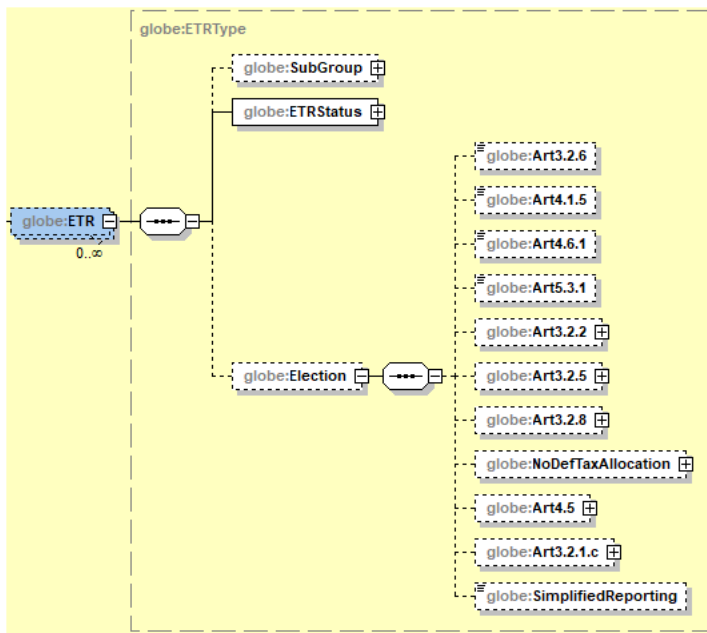 globe:ETRType
globe:SubGroup
globe:ETRStatus
globe:ETR
0..∞
globe:Election
globe:Art3.2.6
globe:Art4.1.5
globe:Art4.6.1
globe:Art5.3.1
globe:Art3.2.2
globe:Art3.2.5
globe:Art3.2.8
globe:NoDefTaxAllocation
globe:Art4.5
globe:Art3.2.1.c
globe:SimplifiedReporting